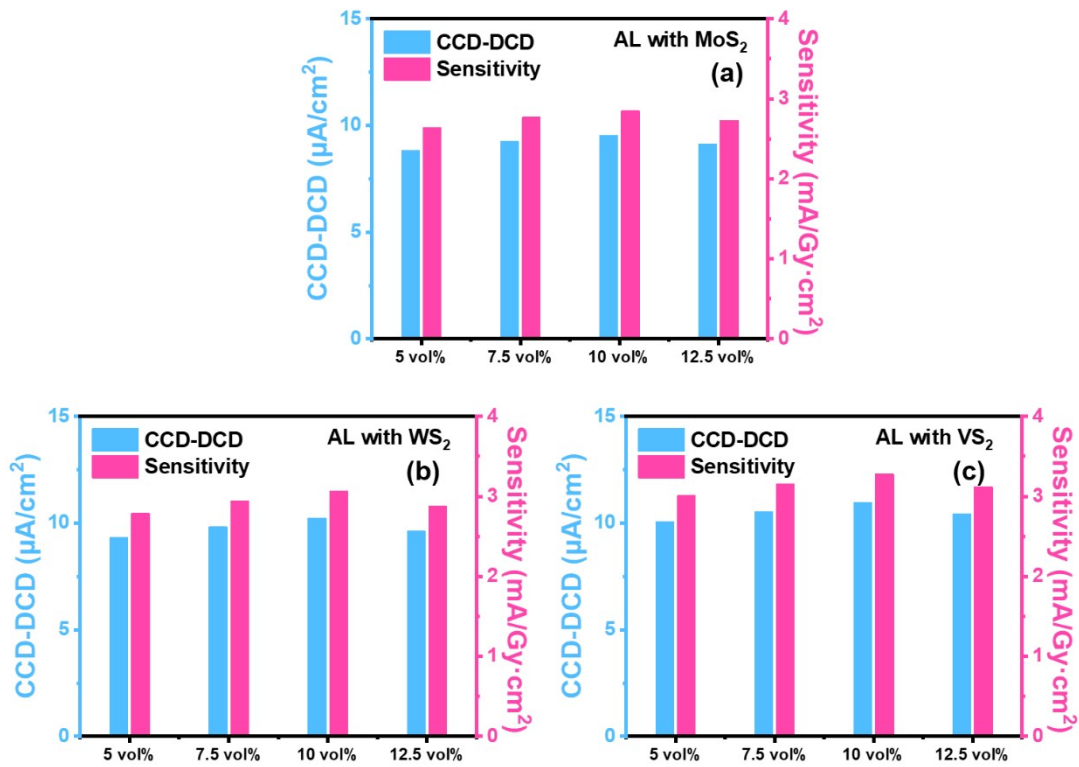 CCD-DCD (µA/cm²)
15
10
5
0
CCD-DCD
Sensitivity
AL with MoS₂
(a)
5 vol%
7.5 vol%
10 vol%
12.5 vol%
4
3
2
1
0
Sensitivity (mA/Gy·cm²)
CCD-DCD (µA/cm²)
15
10
5
0
CCD-DCD
Sensitivity
AL with WS₂
(b)
5 vol%
7.5 vol%
10 vol%
12.5 vol%
4
3
2
1
0
Sensitivity (mA/Gy·cm²)
CCD-DCD (µA/cm²)
15
10
5
0
CCD-DCD
Sensitivity
AL with VS₂
(c)
5 vol%
7.5 vol%
10 vol%
12.5 vol%
4
3
2
1
0
Sensitivity (mA/Gy·cm²)